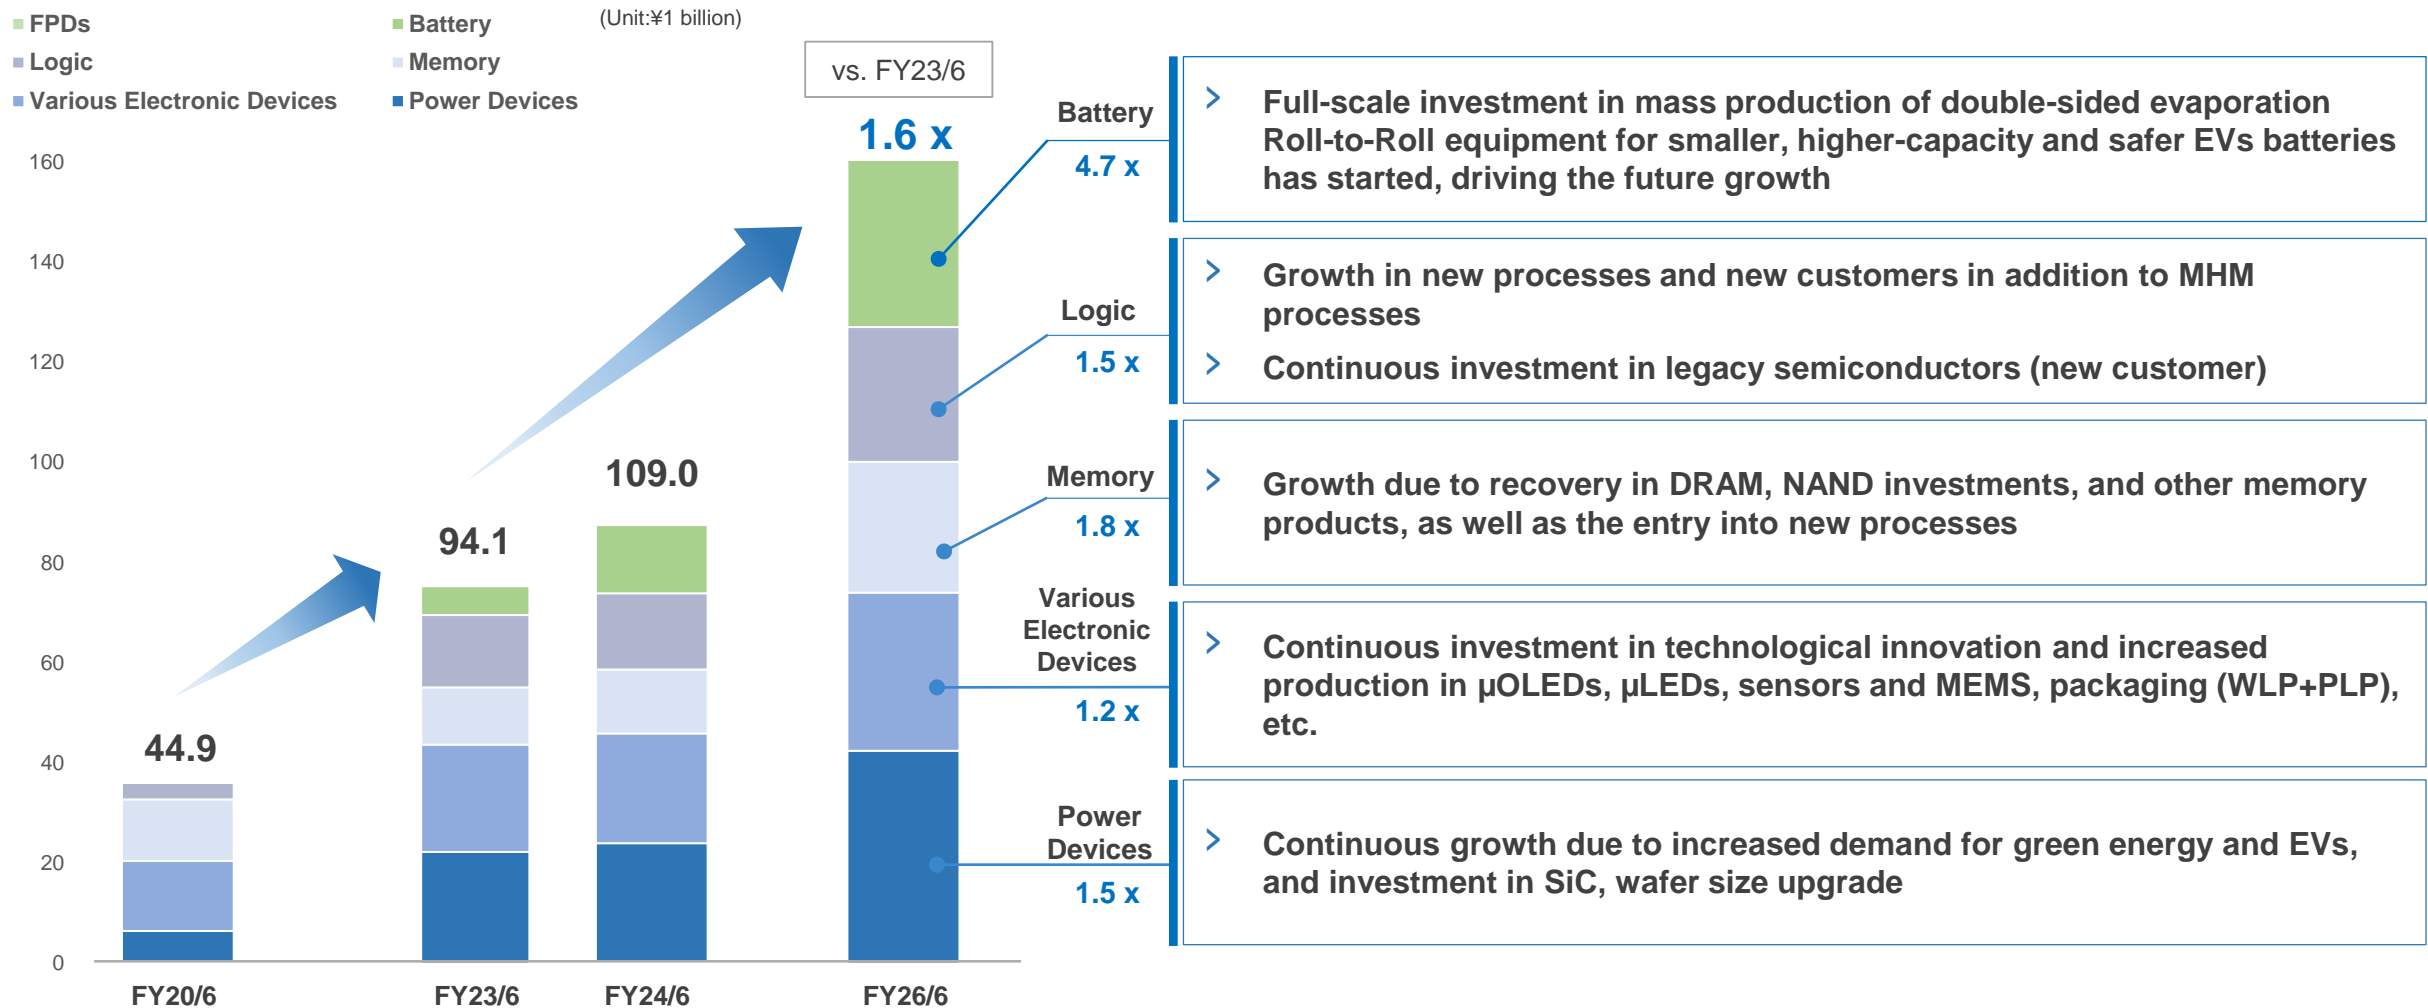 FPDs
Battery
(Unit:¥1 billion)
Logic
Memory
Various Electronic Devices
Power Devices
vs. FY23/6
1.6 x
160
140
120
100
80
60
40
20
0
44.9
94.1
109.0
FY20/6
FY23/6
FY24/6
FY26/6
Battery
4.7 x
> Full-scale investment in mass production of double-sided evaporation
Roll-to-Roll equipment for smaller, higher-capacity and safer EVs batteries
has started, driving the future growth
Logic
1.5 x
> Growth in new processes and new customers in addition to MHM
processes
> Continuous investment in legacy semiconductors (new customer)
Memory
1.8 x
> Growth due to recovery in DRAM, NAND investments, and other memory
products, as well as the entry into new processes
Various
Electronic
Devices
1.2 x
> Continuous investment in technological innovation and increased
production in µOLEDs, µLEDs, sensors and MEMS, packaging (WLP+PLP),
etc.
Power
Devices
1.5 x
> Continuous growth due to increased demand for green energy and EVs,
and investment in SiC, wafer size upgrade